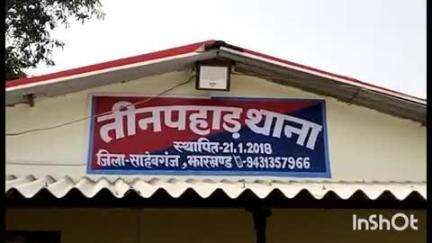 तीनपहाड़ थाना
स्थापित-21.1.2018
जिला-साहेबगंज, झारखण्ड 9431357966
InShOt